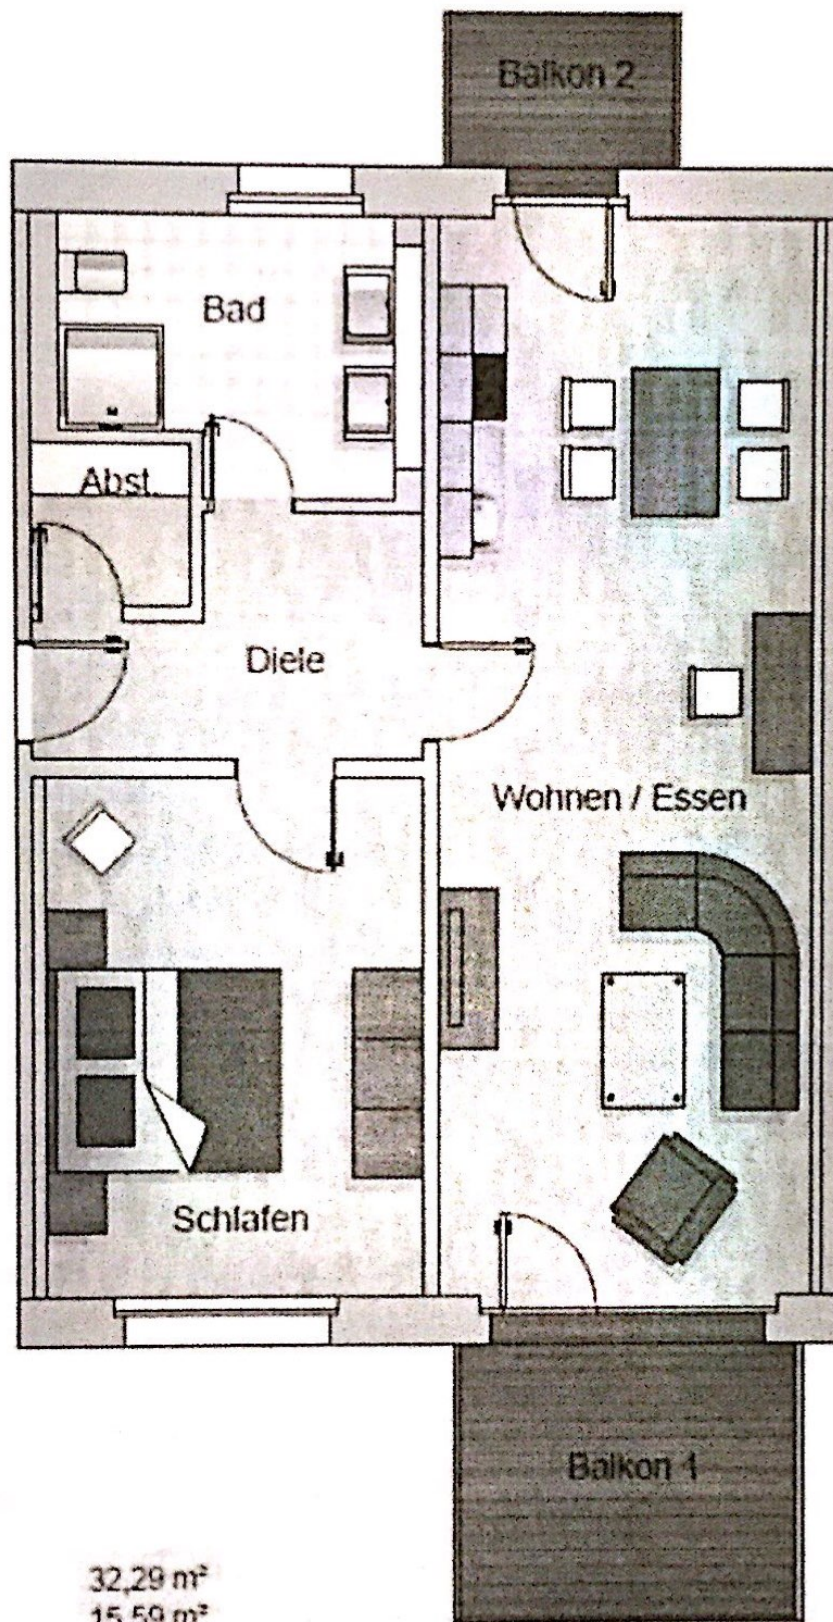 Balkon 2
Bad
Abst.
Diele
Wohnen / Essen
Schlafen
Balkon 1
32,29 m²
15,59 m²